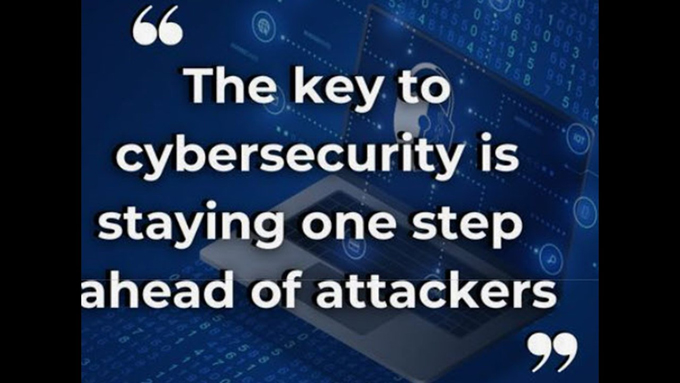 “
The key to
cybersecurity is
staying one step
ahead of attackers
”